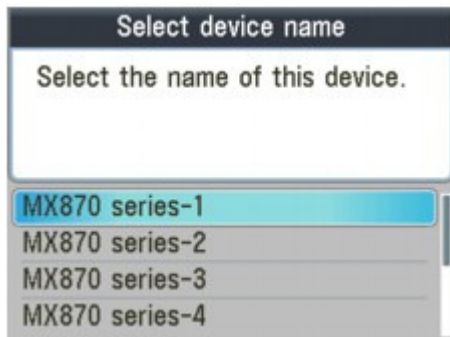 Select device name
Select the name of this device.
MX870 series-1
MX870 series-2
MX870 series-3
MX870 series-4